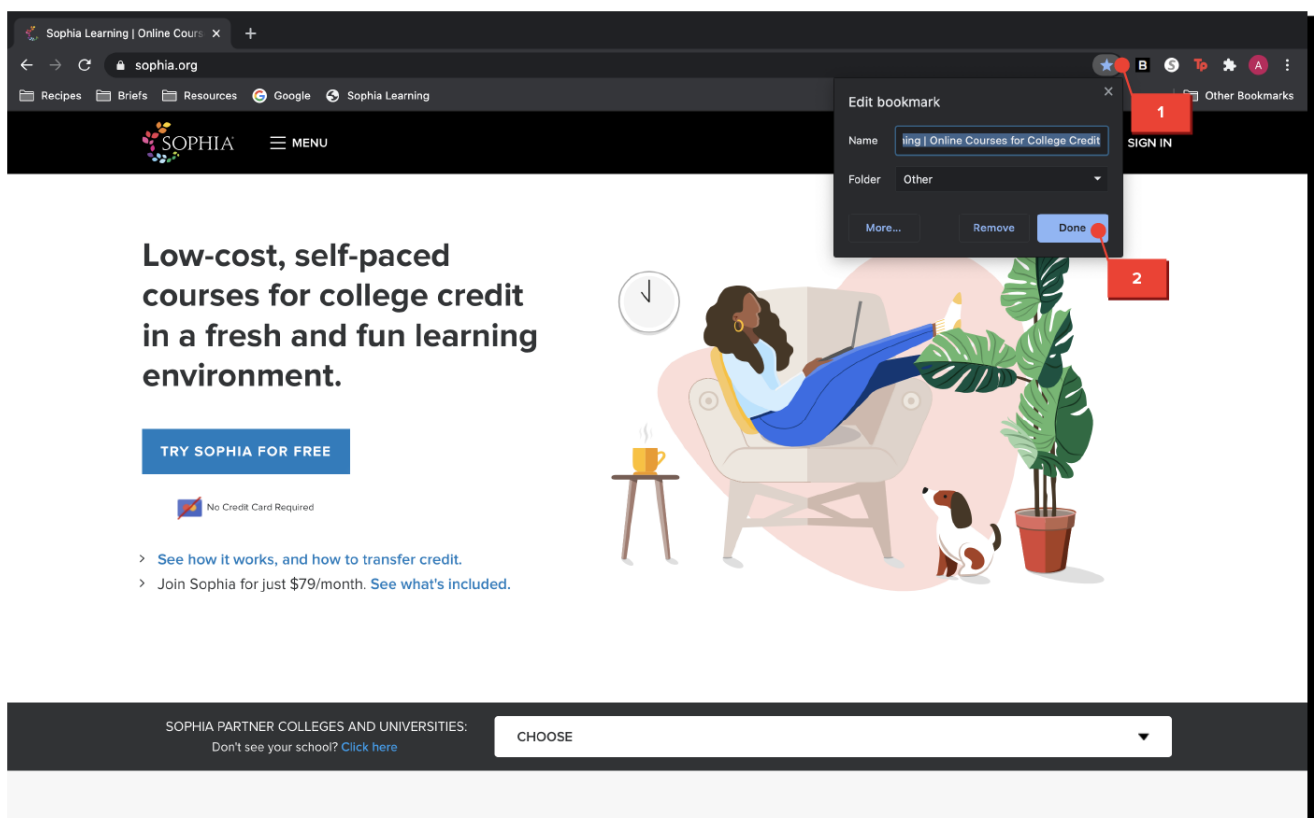 Sophia Learning | Online Cours
sophia.org
B
S
Tp
A
Recipes
Briefs
Resources
Google
Sophia Learning
Other Bookmarks
Edit bookmark
1
Name
ing | Online Courses for College Credit
Folder
Other
More...
Remove
Done
2
SOPHIA
MENU
SIGN IN
Low-cost, self-paced
courses for college credit
in a fresh and fun learning
environment.
TRY SOPHIA FOR FREE
No Credit Card Required
See how it works, and how to transfer credit.
Join Sophia for just $79/month. See what's included.
SOPHIA PARTNER COLLEGES AND UNIVERSITIES:
Don't see your school? Click here
CHOOSE